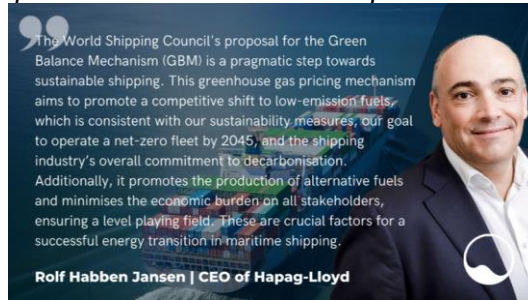 The World Shipping Council's proposal for the Green
Balance Mechanism (GBM) is a pragmatic step towards
sustainable shipping. This greenhouse gas pricing mechanism
aims to promote a competitive shift to low-emission fuels,
which is consistent with our sustainability measures, our goal
to operate a net-zero fleet by 2045, and the shipping
industry's overall commitment to decarbonisation.
Additionally, it promotes the production of alternative fuels
and minimises the economic burden on all stakeholders,
ensuring a level playing field. These are crucial factors for a
successful energy transition in maritime shipping.
Rolf Habben Jansen | CEO of Hapag-Lloyd